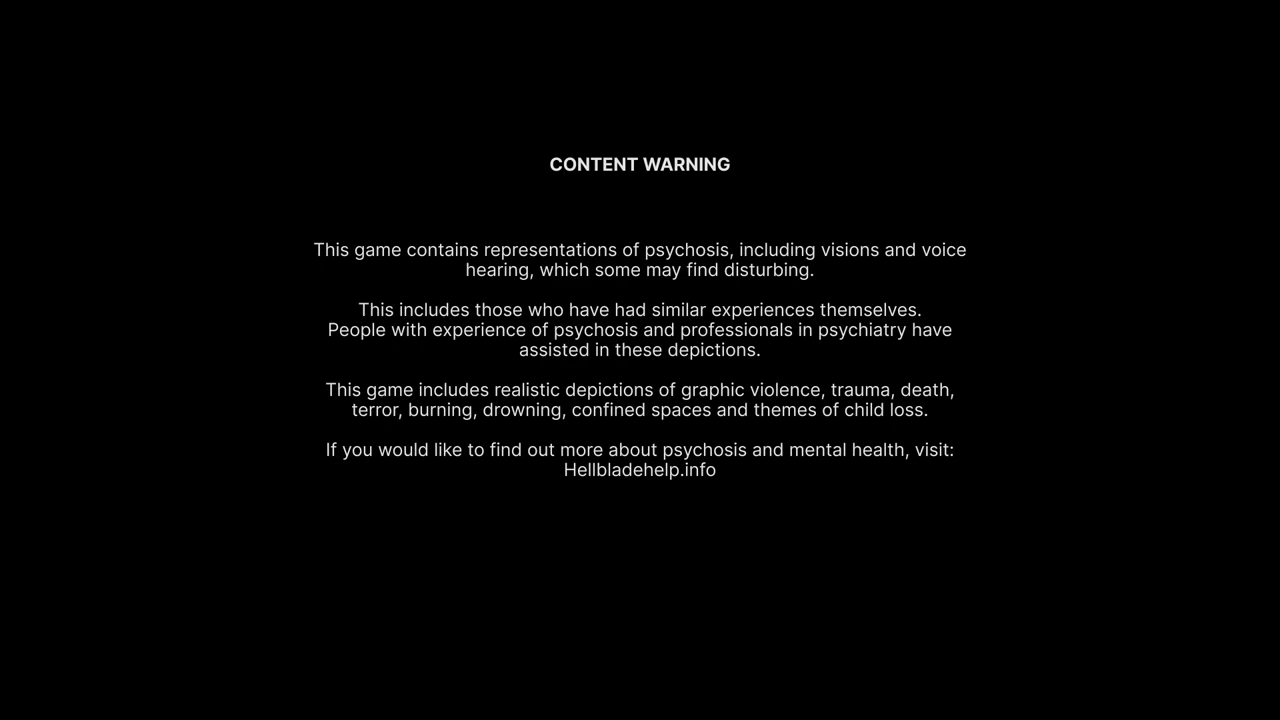 CONTENT WARNING
This game contains representations of psychosis, including visions and voice
hearing, which some may find disturbing.
This includes those who have had similar experiences themselves.
People with experience of psychosis and professionals in psychiatry have
assisted in these depictions.
This game includes realistic depictions of graphic violence, trauma, death,
terror, burning, drowning, confined spaces and themes of child loss.
If you would like to find out more about psychosis and mental health, visit:
Hellbladehelp.info